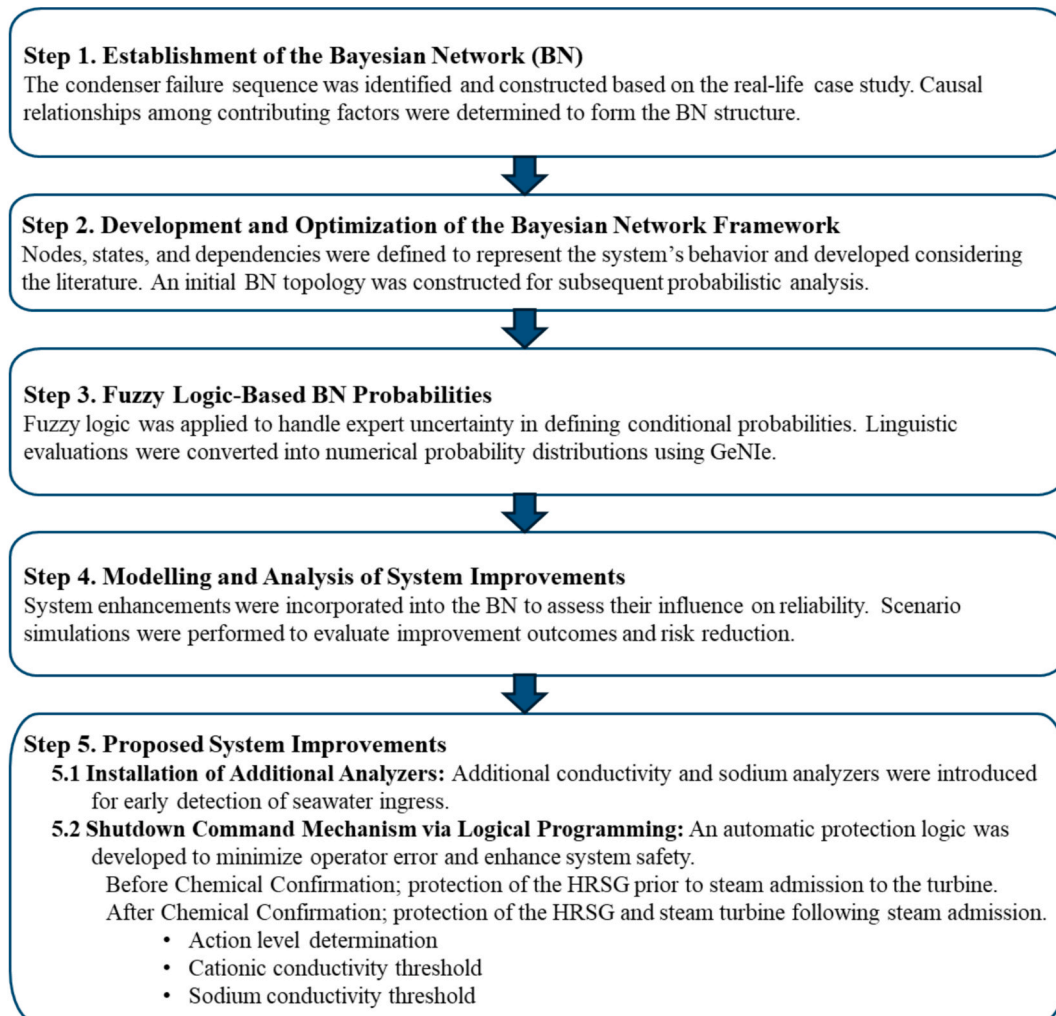 Step 1. Establishment of the Bayesian Network (BN)
The condenser failure sequence was identified and constructed based on the real-life case study. Causal
relationships among contributing factors were determined to form the BN structure.
Step 2. Development and Optimization of the Bayesian Network Framework
Nodes, states, and dependencies were defined to represent the system's behavior and developed considering
the literature. An initial BN topology was constructed for subsequent probabilistic analysis.
Step 3. Fuzzy Logic-Based BN Probabilities
Fuzzy logic was applied to handle expert uncertainty in defining conditional probabilities. Linguistic
evaluations were converted into numerical probability distributions using GeNIe.
Step 4. Modelling and Analysis of System Improvements
System enhancements were incorporated into the BN to assess their influence on reliability. Scenario
simulations were performed to evaluate improvement outcomes and risk reduction.
Step 5. Proposed System Improvements
5.1 Installation of Additional Analyzers: Additional conductivity and sodium analyzers were introduced
for early detection of seawater ingress.
5.2 Shutdown Command Mechanism via Logical Programming: An automatic protection logic was
developed to minimize operator error and enhance system safety.
Before Chemical Confirmation; protection of the HRSG prior to steam admission to the turbine.
After Chemical Confirmation; protection of the HRSG and steam turbine following steam admission.
• Action level determination
• Cationic conductivity threshold
• Sodium conductivity threshold